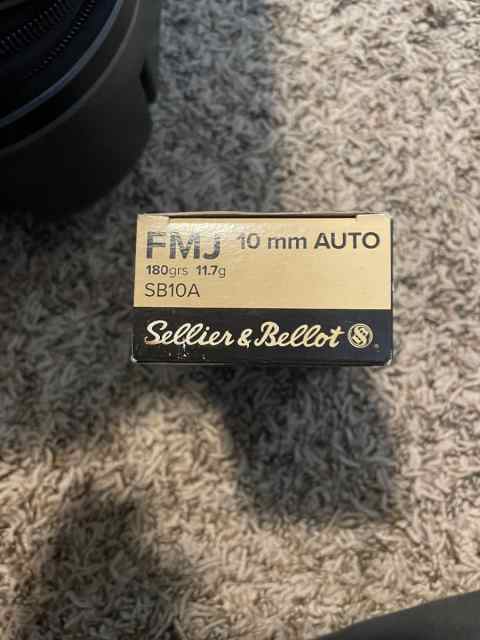 FMJ 10 mm AUTO
180grs 11.7g
SB10A
Sellier & Bellot